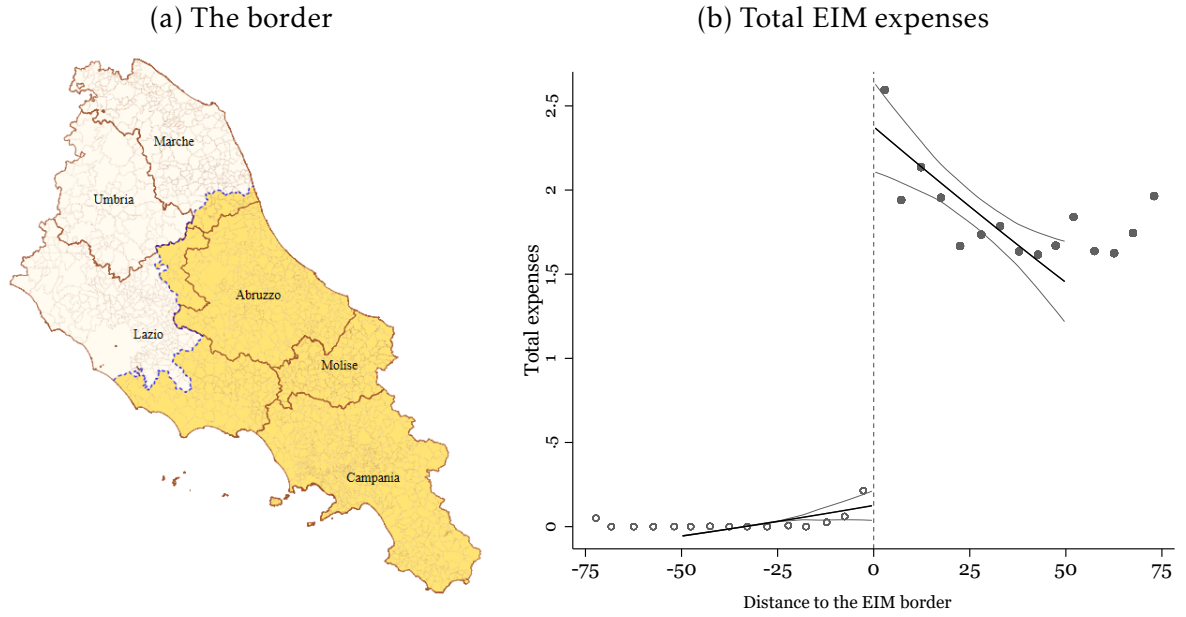 (a) The border
Marche
Umbria
Abruzzo
Lazio
Molise
Campania
(b) Total EIM expenses
Total expenses
2.5
2
1.5
1
.5
0
-75
-50
-25
0
25
50
75
Distance to the EIM border